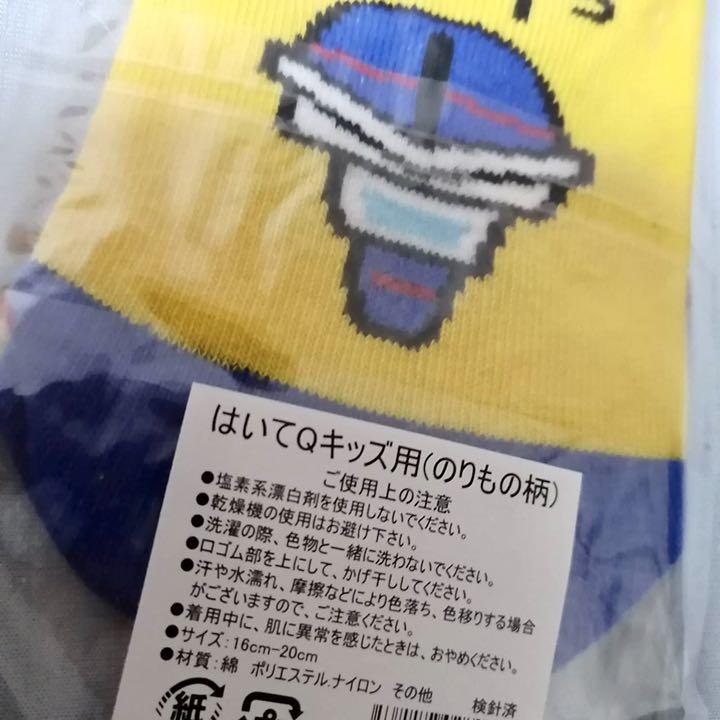 はいてQキッズ用(のりもの柄)
ご使用上の注意
●塩素系漂白剤を使用しないでください。
●乾燥機の使用はお避け下さい。
●洗濯の際、色物と一緒に洗わないでください。
●口ゴム部を上にして、かげ干ししてください。
●汗や水濡れ、摩擦などにより色落ち、色移りする場合
がございますので、ご注意ください。
●着用中に、肌に異常を感じたときは、おやめください。
●サイズ:16cm-20cm
●材質:綿 ポリエステル.ナイロン その他 検針済
紙